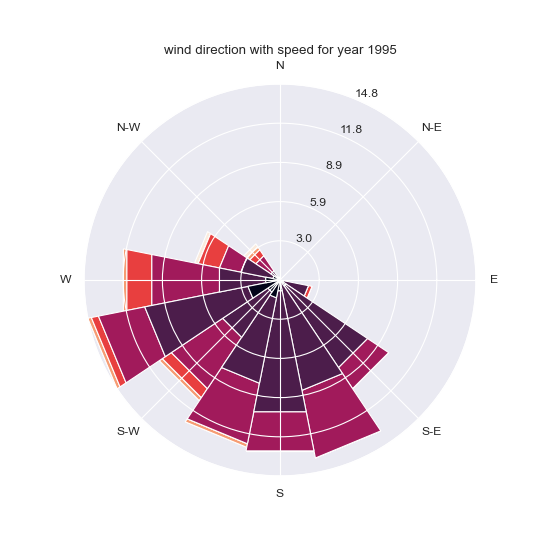 wind direction with speed for year 1995
N
14.8
N-W
11.8
N-E
8.9
5.9
3.0
W
E
S-W
S-E
S